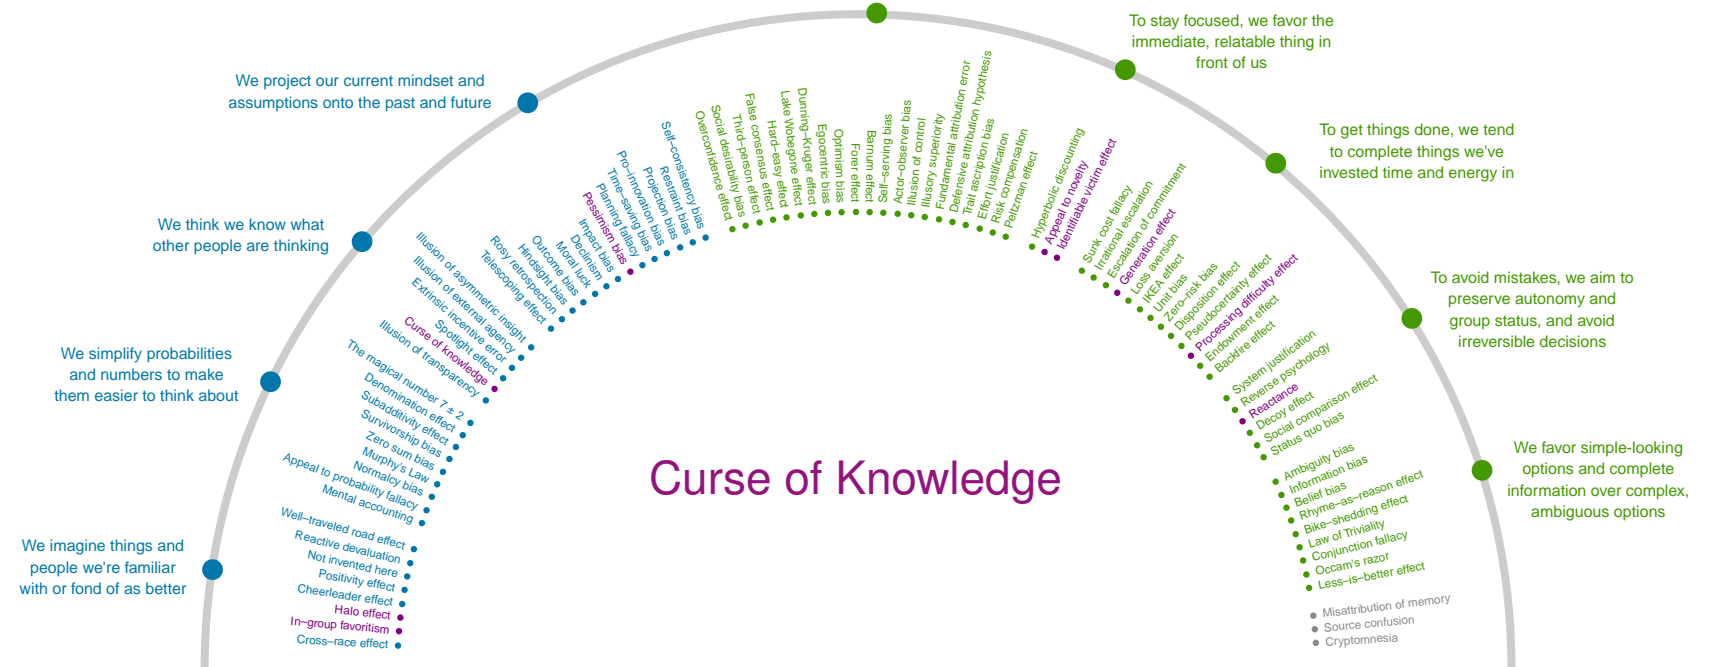 To stay focused, we favor the
immediate, relatable thing in
front of us
We project our current mindset and
assumptions onto the past and future
To get things done, we tend
to complete things we've
invested time and energy in
We think we know what
other people are thinking
To avoid mistakes, we aim to
preserve autonomy and
group status, and avoid
irreversible decisions
We simplify probabilities
and numbers to make
them easier to think about
We favor simple-looking
options and complete
information over complex,
ambiguous options
We imagine things and
people we're familiar
with or fond of as better
Curse of Knowledge
Cross–race effect
In–group favoritism
Halo effect
Cheerleader effect
Positivity effect
Not invented here
Reactive devaluation
Well–traveled road effect
Mental accounting
Appeal to probability fallacy
Normalcy bias
Murphy's Law
Zero sum bias
Survivorship bias
Subadditivity effect
Denomination effect
The magical number 7 ± 2
Illusion of transparency
Curse of knowledge
Spotlight effect
Extrinsic incentive error
Illusion of external agency
Illusion of asymmetric insight
Telescoping effect
Rosy retrospection
Hindsight bias
Outcome bias
Moral luck
Declinism
Impact bias
Pessimism bias
Planning fallacy
Time–saving bias
Pro–innovation bias
Projection bias
Restraint bias
Self–consistency bias
Overconfidence effect
Social desirability bias
Third–person effect
False consensus effect
Hard–easy effect
Lake Wobegone effect
Dunning–Kruger effect
Egocentric bias
Optimism bias
Forer effect
Barnum effect
Self–serving bias
Actor–observer bias
Illusion of control
Illusory superiority
Fundamental attribution error
Defensive attribution hypothesis
Trait ascription bias
Effort justification
Risk compensation
Peltzman effect
Hyperbolic discounting
Appeal to novelty
Identifiable victim effect
Sunk cost fallacy
Irrational escalation
Escalation of commitment
Generation effect
Loss aversion
IKEA effect
Unit bias
Zero–risk bias
Disposition effect
Pseudocertainty effect
Processing difficulty effect
Endowment effect
Backfire effect
System justification
Reverse psychology
Reactance
Decoy effect
Social comparison effect
Status quo bias
Ambiguity bias
Information bias
Belief bias
Rhyme–as–reason effect
Bike–shedding effect
Law of Triviality
Conjunction fallacy
Occam's razor
Less–is–better effect
Misattribution of memory
Source confusion
Cryptomnesia